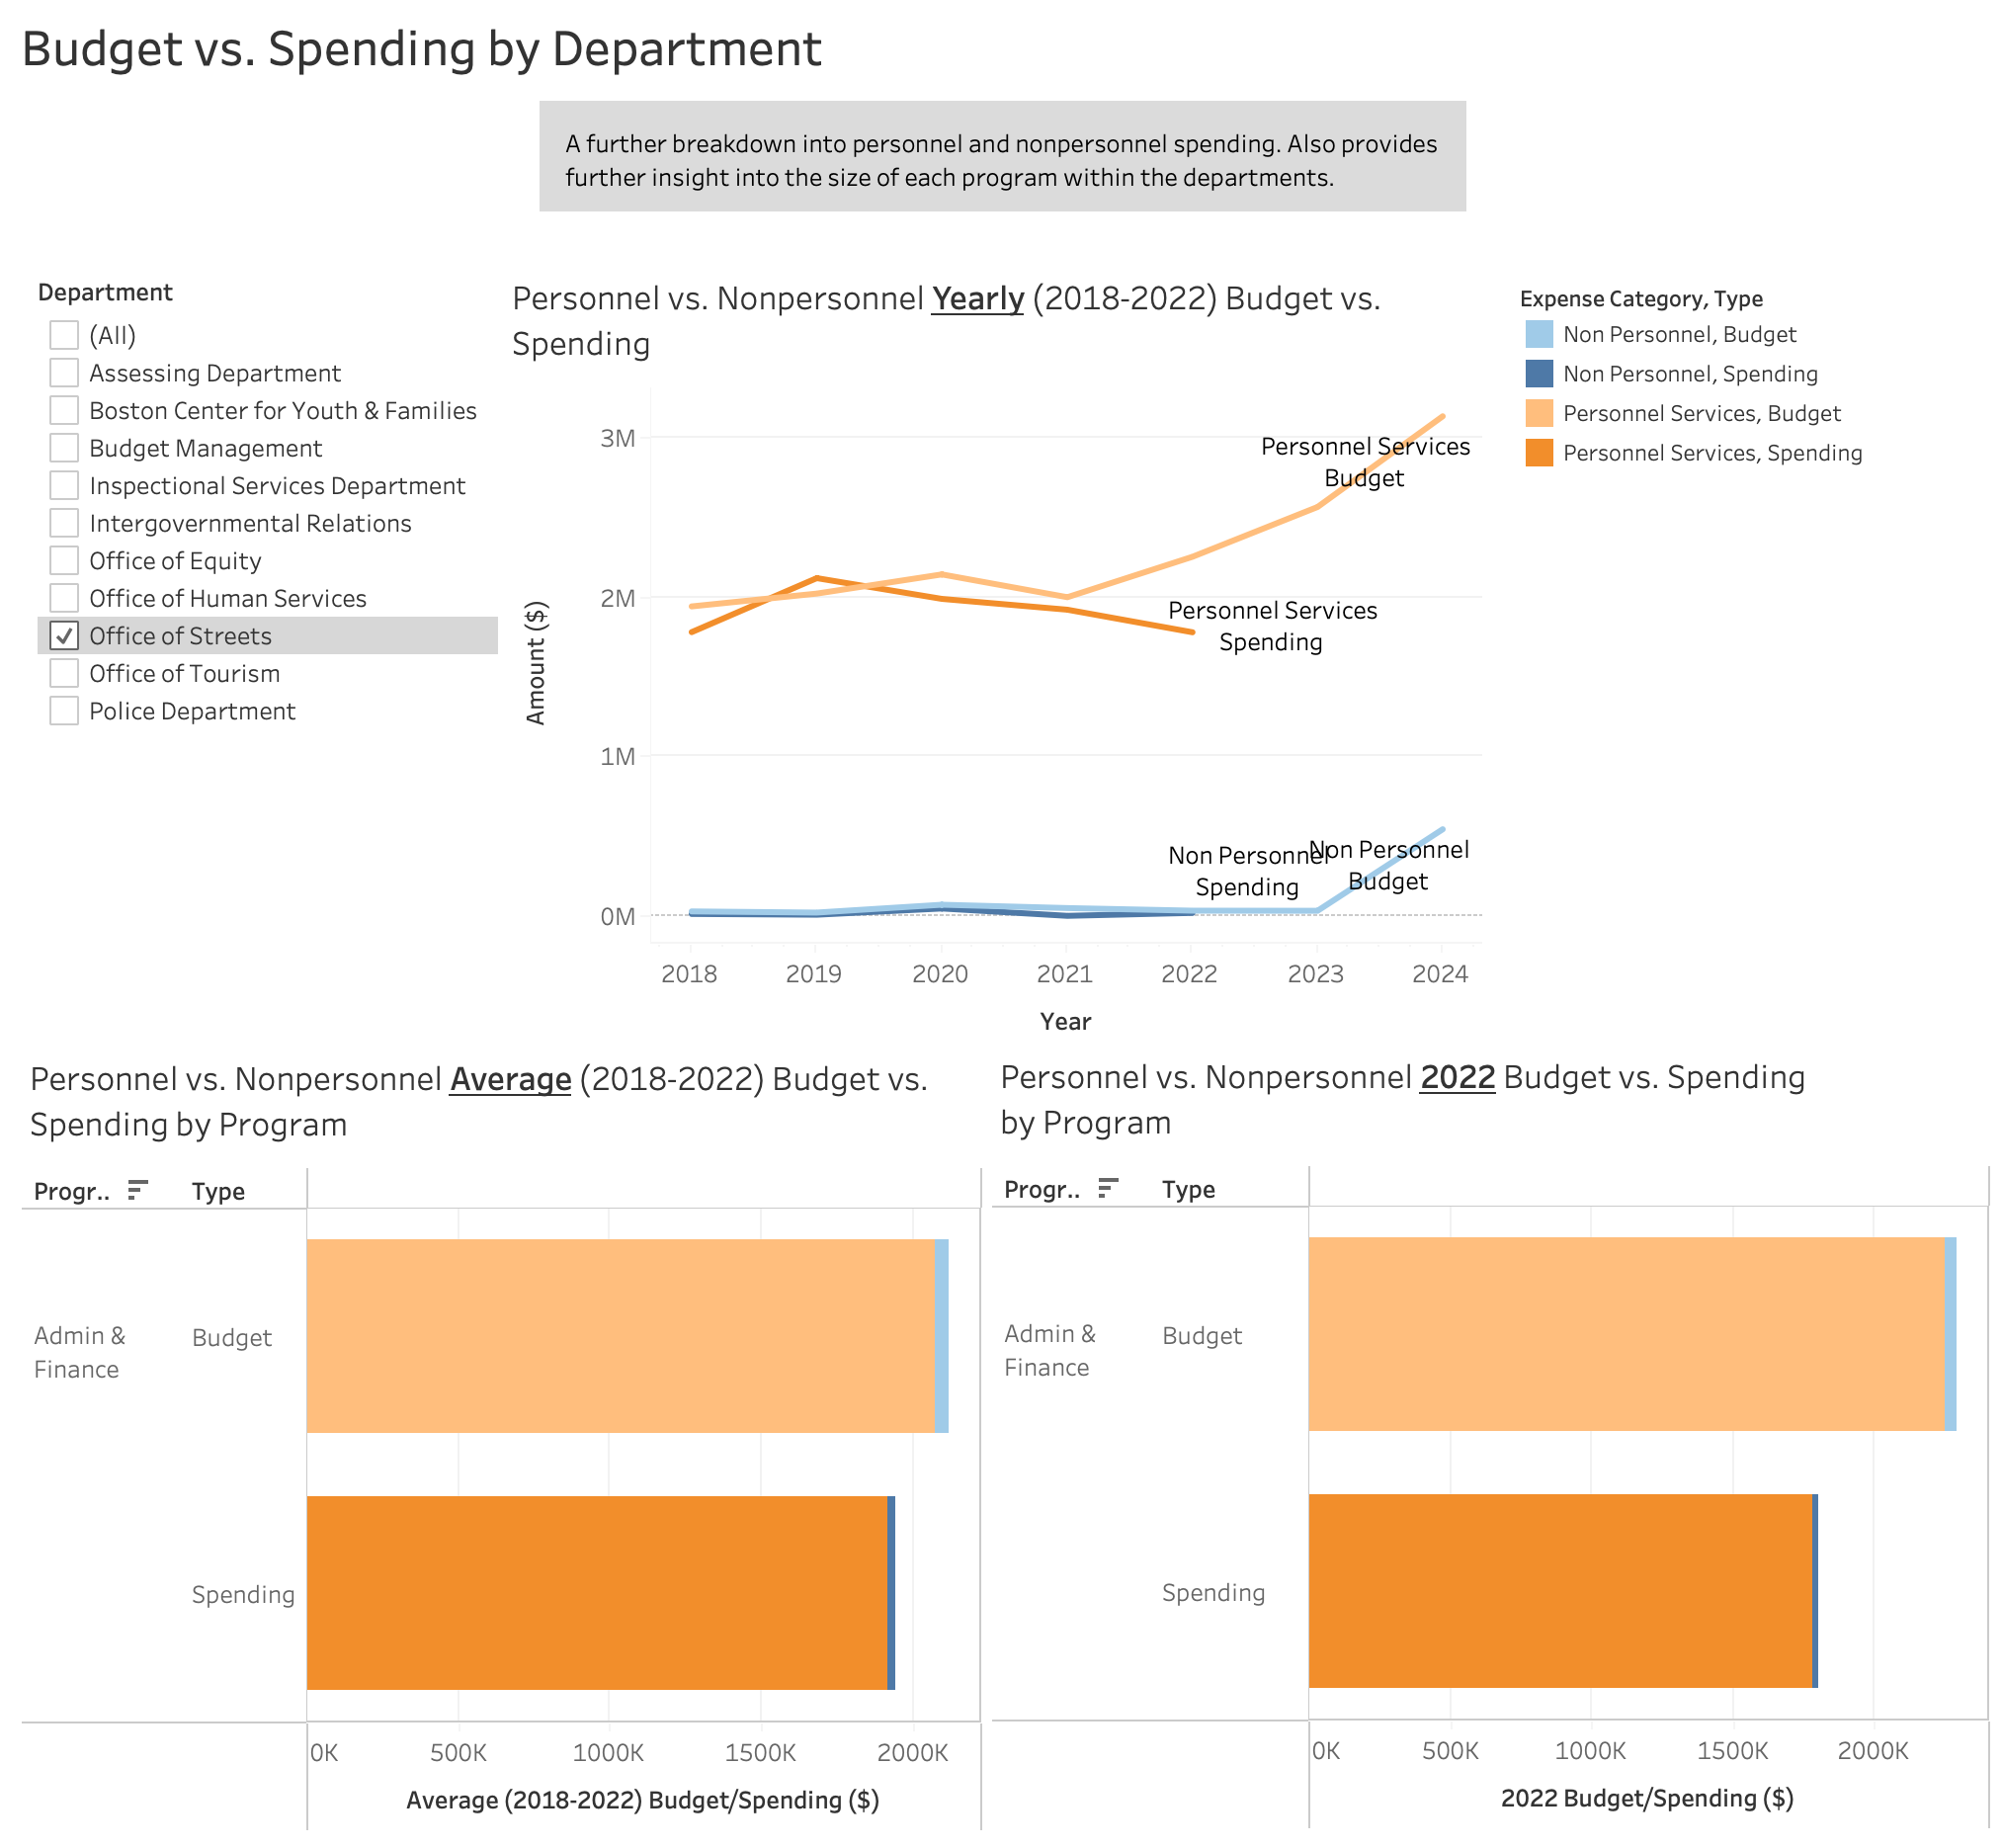 Budget vs. Spending by Department
A further breakdown into personnel and nonpersonnel spending. Also provides
further insight into the size of each program within the departments.
Department
(All)
Assessing Department
Boston Center for Youth & Families
Budget Management
Inspectional Services Department
Intergovernmental Relations
Office of Equity
Office of Human Services
Office of Streets
Office of Tourism
Police Department
Personnel vs. Nonpersonnel Yearly (2018-2022) Budget vs.
Spending
Amount ($)
3M
2M
1M
0M
Personnel Services
Budget
Personnel Services
Spending
Non Personnel
Spending
Non Personnel
Budget
2018 2019 2020 2021 2022 2023 2024
Year
Expense Category, Type
Non Personnel, Budget
Non Personnel, Spending
Personnel Services, Budget
Personnel Services, Spending
Personnel vs. Nonpersonnel Average (2018-2022) Budget vs.
Spending by Program
Progr.. Type
Admin &
Finance
Budget
Spending
0K 500K 1000K 1500K 2000K
Average (2018-2022) Budget/Spending ($)
Personnel vs. Nonpersonnel 2022 Budget vs. Spending
by Program
Progr.. Type
Admin &
Finance
Budget
Spending
0K 500K 1000K 1500K 2000K
2022 Budget/Spending ($)